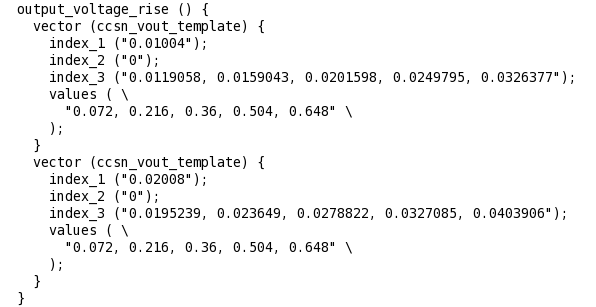 output_voltage_rise () {
  vector (ccsn_vout_template) {
    index_1 ("0.01004");
    index_2 ("0");
    index_3 ("0.0119058, 0.0159043, 0.0201598, 0.0249795, 0.0326377");
    values ( \
      "0.072, 0.216, 0.36, 0.504, 0.648" \
    );
  }
  vector (ccsn_vout_template) {
    index_1 ("0.02008");
    index_2 ("0");
    index_3 ("0.0195239, 0.023649, 0.0278822, 0.0327085, 0.0403906");
    values ( \
      "0.072, 0.216, 0.36, 0.504, 0.648" \
    );
  }
}